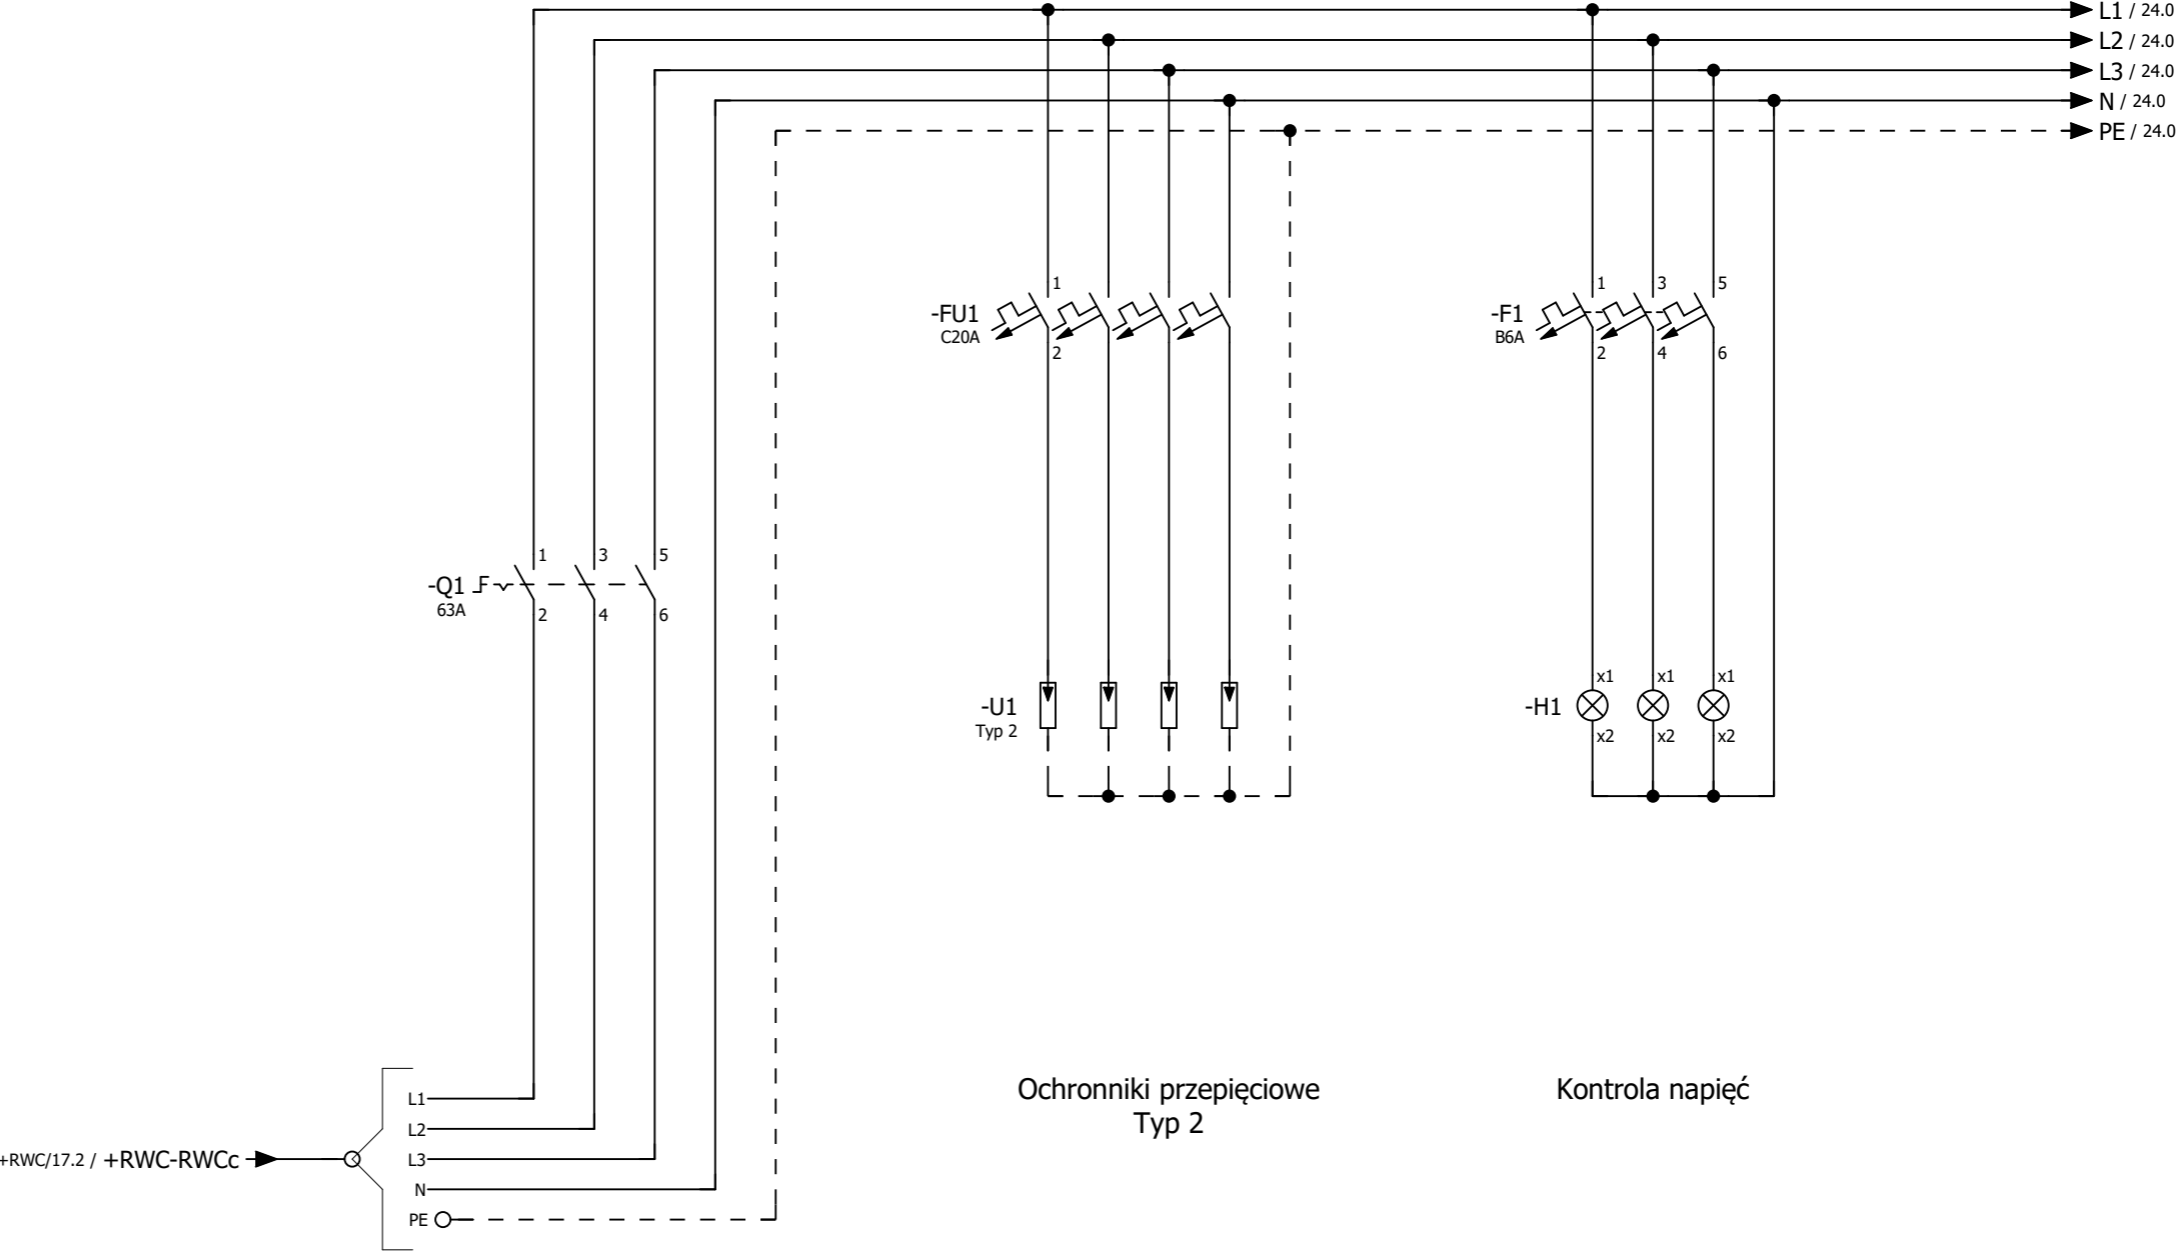 L1 / 24.0
L2 / 24.0
L3 / 24.0
N / 24.0
PE / 24.0
1
1 3 5
-FU1
C20A
-F1
B6A
2
2 4 6
1 3 5
-Q1
63A
2 4 6
x1 x1 x1
-U1
Typ 2
-H1
x2 x2 x2
Ochronniki przepięciowe
Typ 2
Kontrola napięć
L1
L2
+RWC/17.2 / +RWC-RWCc
L3
N
PE